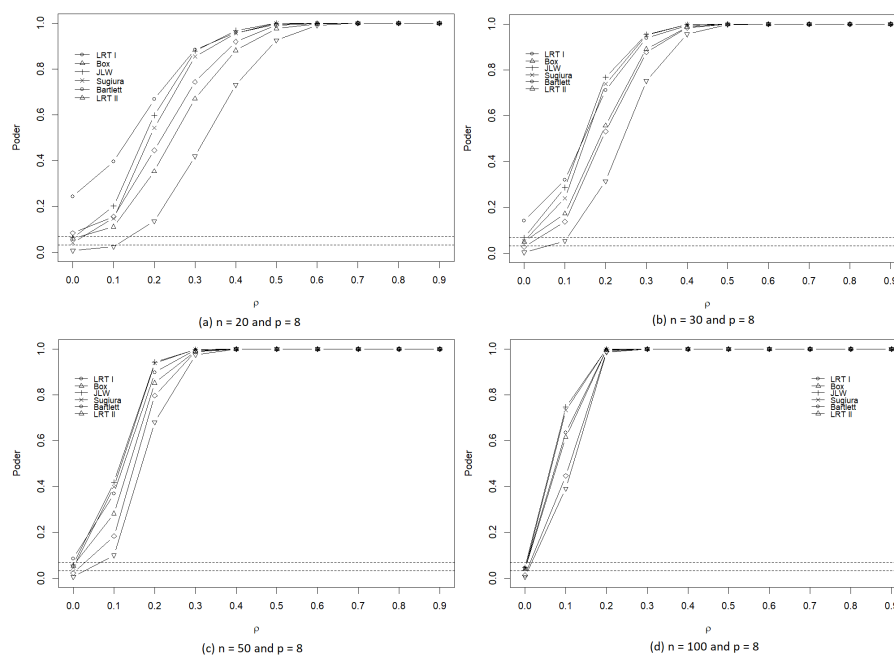 1.0
0.8
0.6
0.4
0.2
0.0
Poder
LRT I
Box
JLW
Sugiura
Bartlett
LRT II
0.0 0.1 0.2 0.3 0.4 0.5 0.6 0.7 0.8 0.9
ρ
(a) n = 20 and p = 8
1.0
0.8
0.6
0.4
0.2
0.0
Poder
LRT I
Box
JLW
Sugiura
Bartlett
LRT II
0.0 0.1 0.2 0.3 0.4 0.5 0.6 0.7 0.8 0.9
ρ
(b) n = 30 and p = 8
1.0
0.8
0.6
0.4
0.2
0.0
Poder
LRT I
Box
JLW
Sugiura
Bartlett
LRT II
0.0 0.1 0.2 0.3 0.4 0.5 0.6 0.7 0.8 0.9
ρ
(c) n = 50 and p = 8
1.0
0.8
0.6
0.4
0.2
0.0
Poder
LRT I
Box
JLW
Sugiura
Bartlett
LRT II
0.0 0.1 0.2 0.3 0.4 0.5 0.6 0.7 0.8 0.9
ρ
(d) n = 100 and p = 8